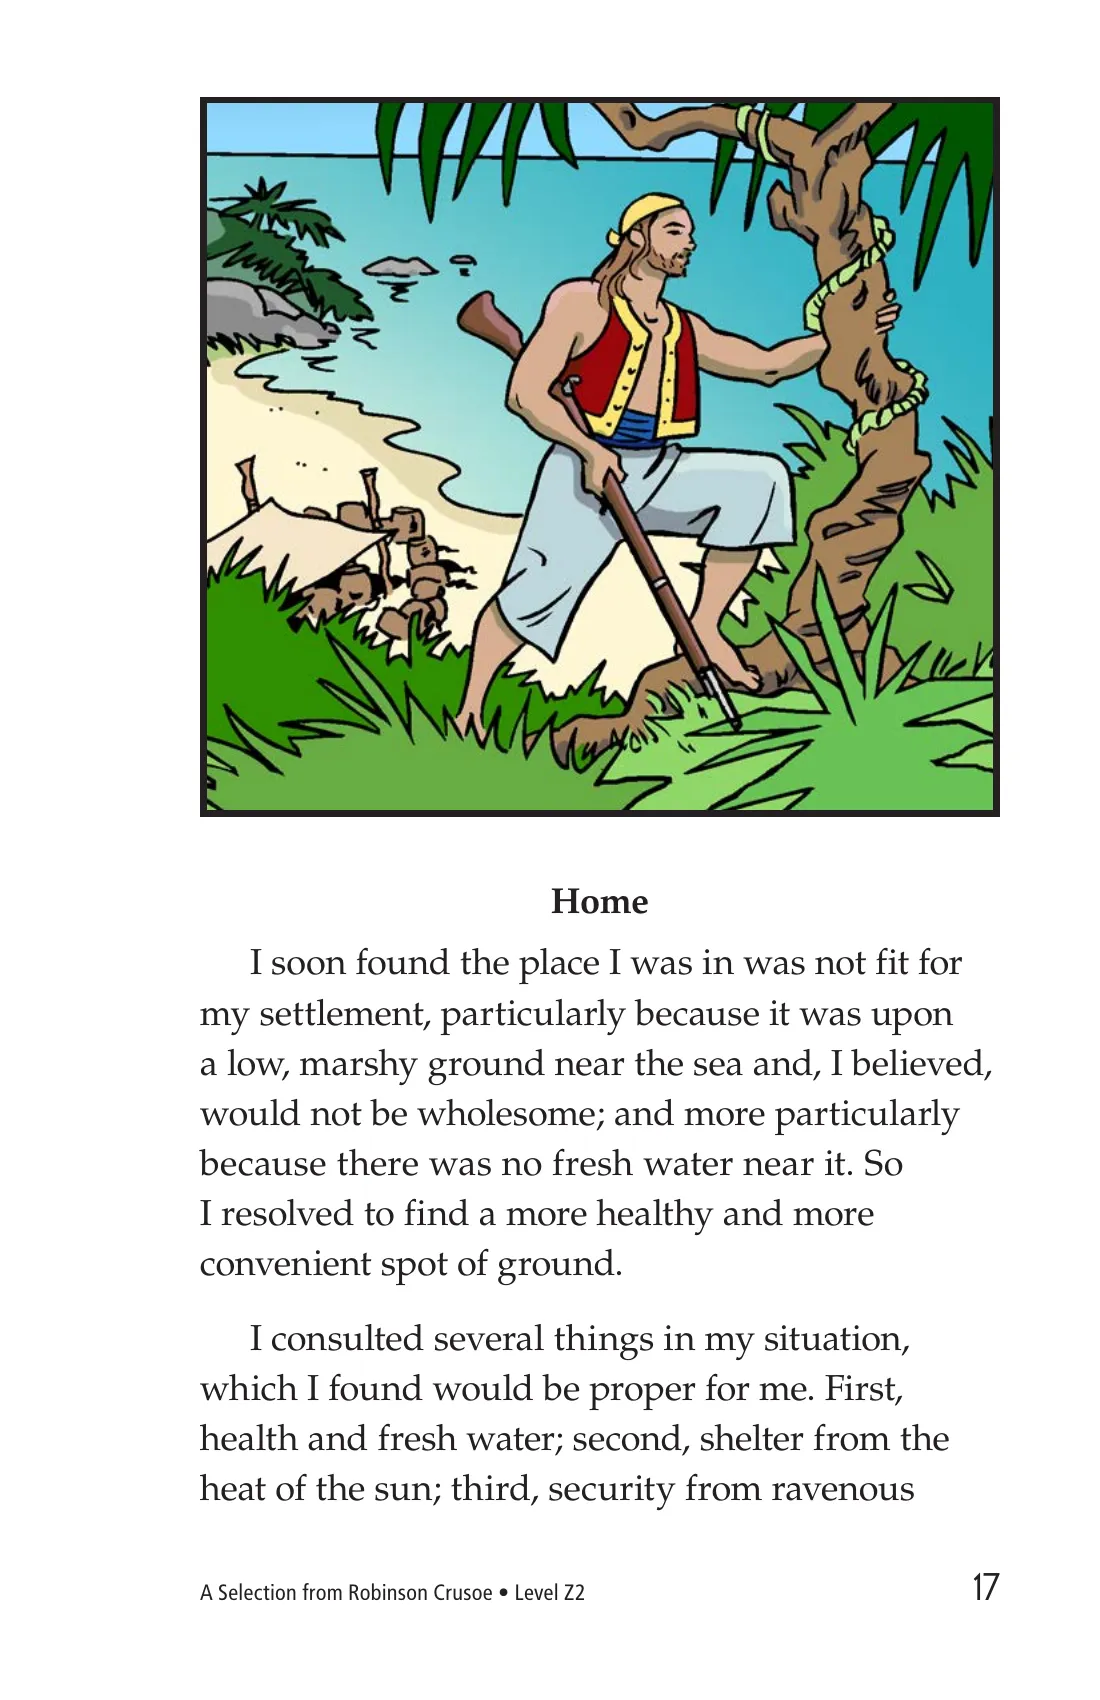 Home
I soon found the place I was in was not fit for
my settlement, particularly because it was upon
a low, marshy ground near the sea and, I believed,
would not be wholesome; and more particularly
because there was no fresh water near it. So
I resolved to find a more healthy and more
convenient spot of ground.
I consulted several things in my situation,
which I found would be proper for me. First,
health and fresh water; second, shelter from the
heat of the sun; third, security from ravenous
A Selection from Robinson Crusoe • Level Z2
17